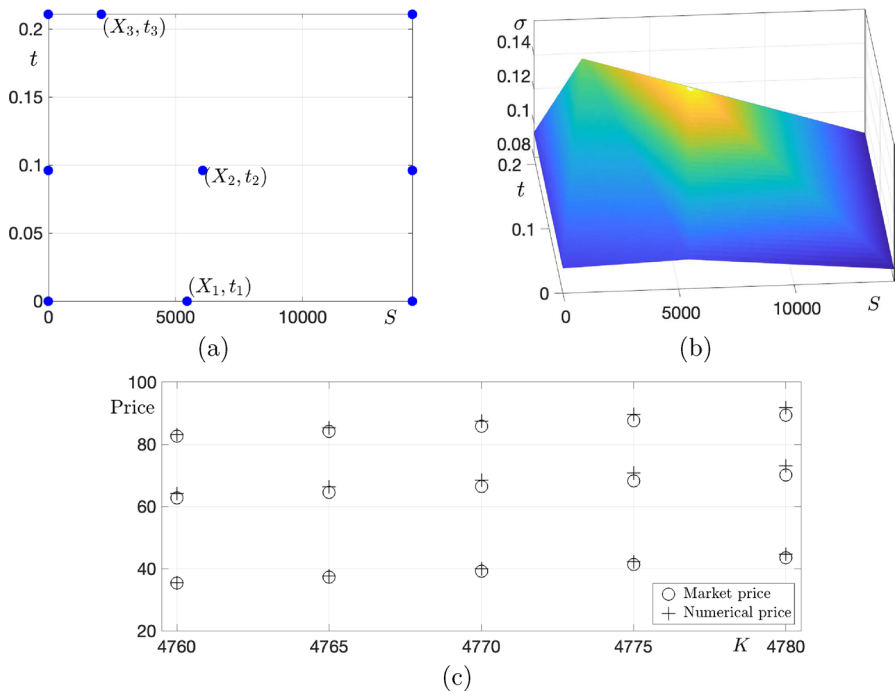 0.2
(X₃, t₃)
t
0.15
0.1
(X₂, t₂)
0.05
(X₁, t₁)
0
0
5000
10000
S
(a)
σ
0.14
0.12
0.1
0.08
0.2
t
0.1
0
0
5000
10000
S
(b)
100
Price
80
60
40
20
Market price
Numerical price
4760
4765
4770
4775
K
4780
(c)